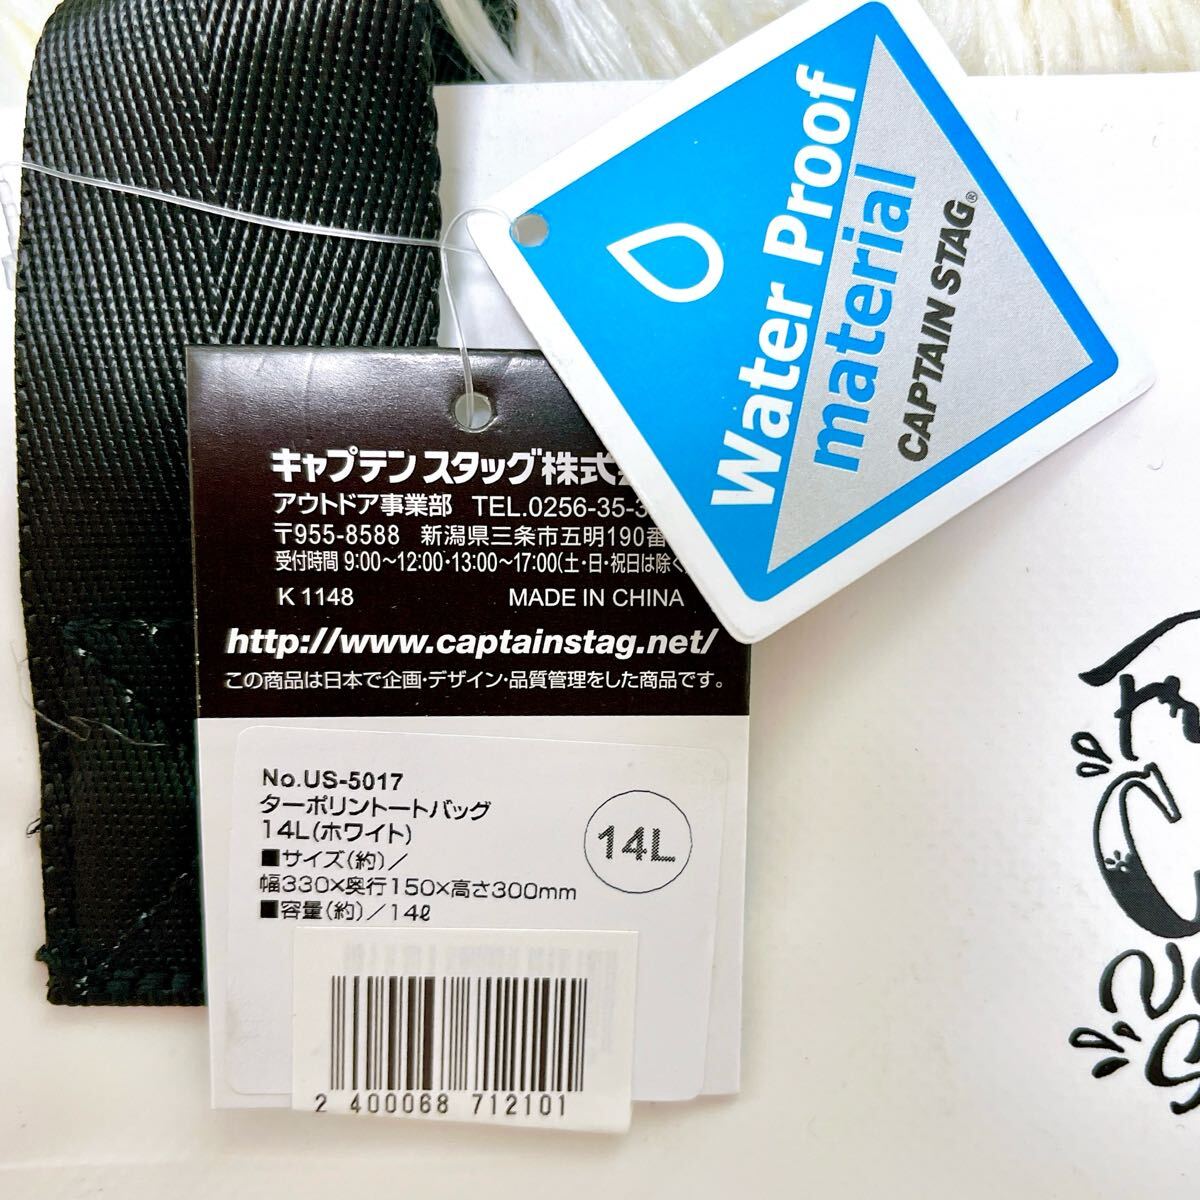 Water Proof
material
CAPTAIN STAG®
キャプテンスタッグ株式
アウトドア事業部 TEL.0256-35-3
〒955-8588 新潟県三条市五明190番
受付時間 9:00〜12:00・13:00〜17:00(土・日・祝日は除く
K 1148 MADE IN CHINA
http://www.captainstag.net/
この商品は日本で企画・デザイン・品質管理をした商品です。
No.US-5017
ターポリントートバッグ
14L(ホワイト)
■サイズ(約)/
幅330×奥行150×高さ300mm
■容量(約)/14ℓ
14L
2 400068 712101